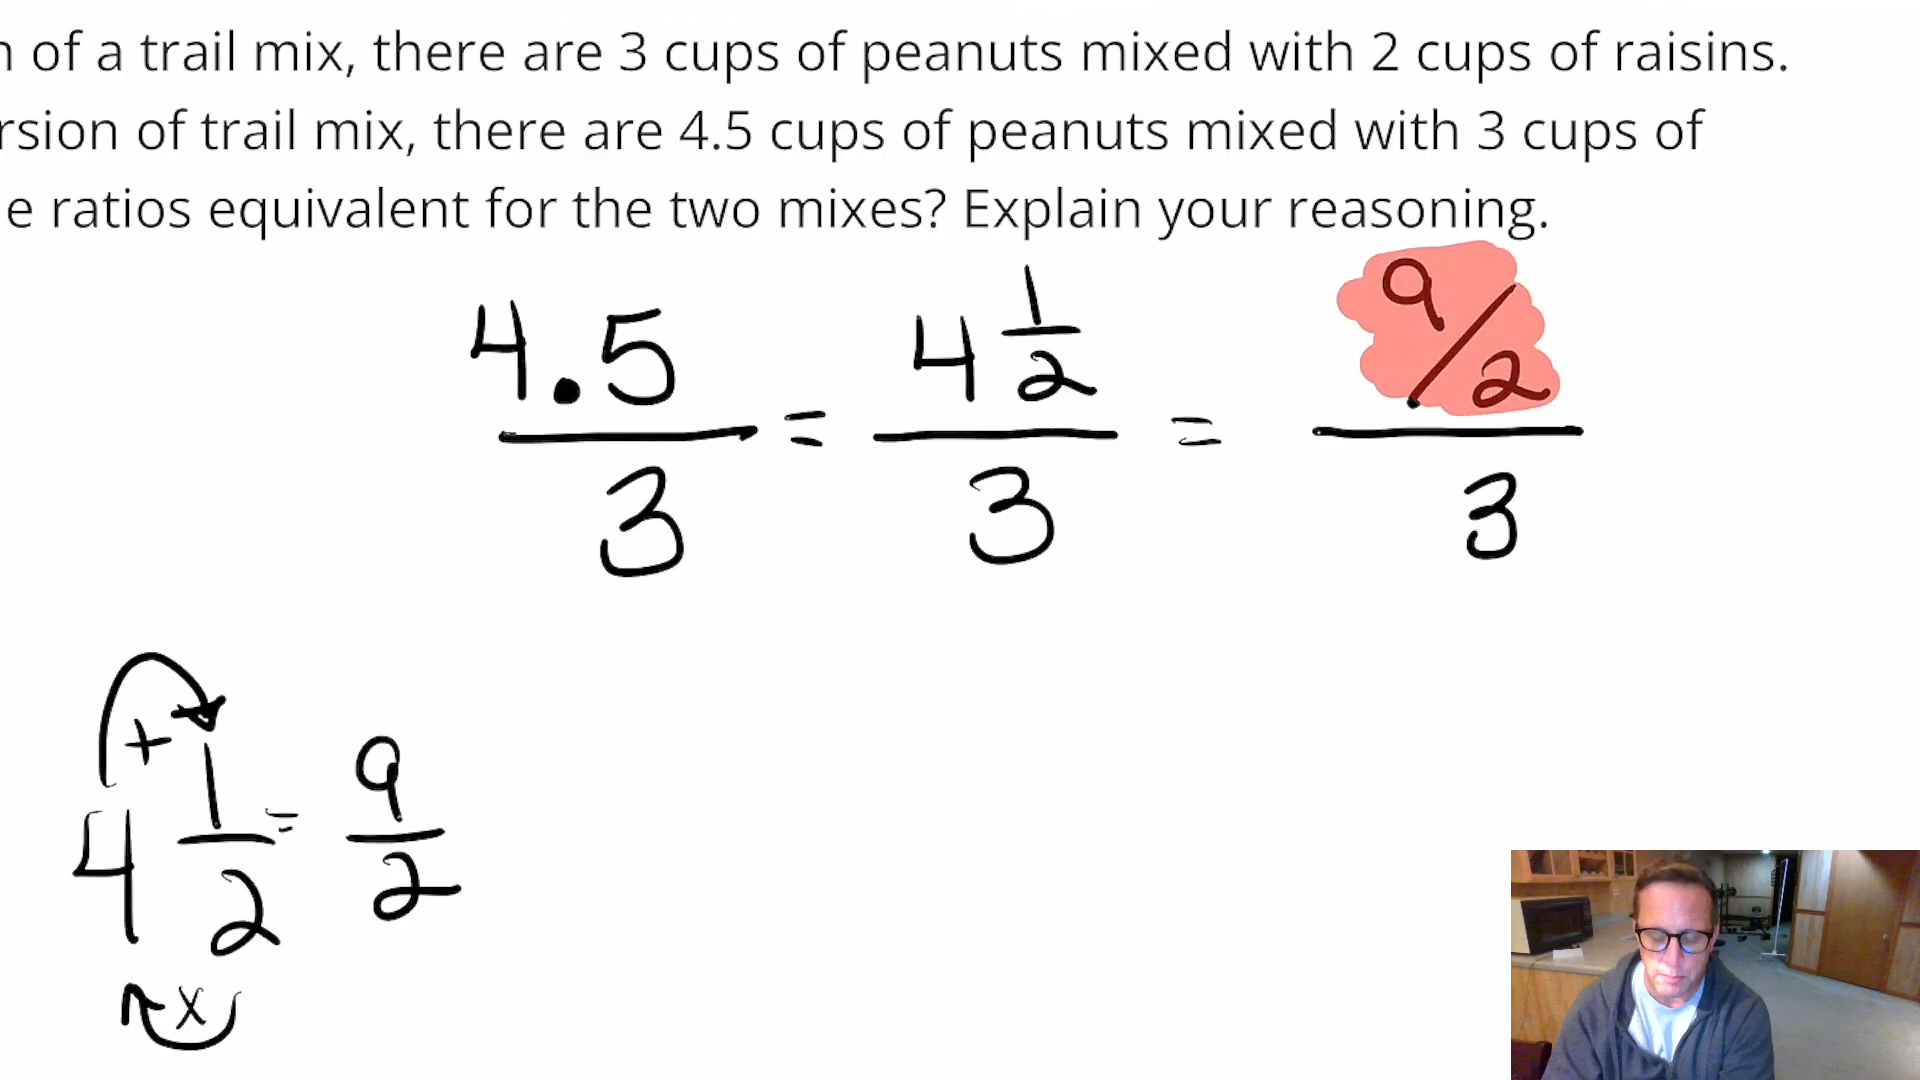 of a trail mix, there are 3 cups of peanuts mixed with 2 cups of raisins.
rsion of trail mix, there are 4.5 cups of peanuts mixed with 3 cups of
e ratios equivalent for the two mixes? Explain your reasoning.
4.5/3 = 4 1/2/3 = 9/2/3
+
4 1/2 = 9/2
x